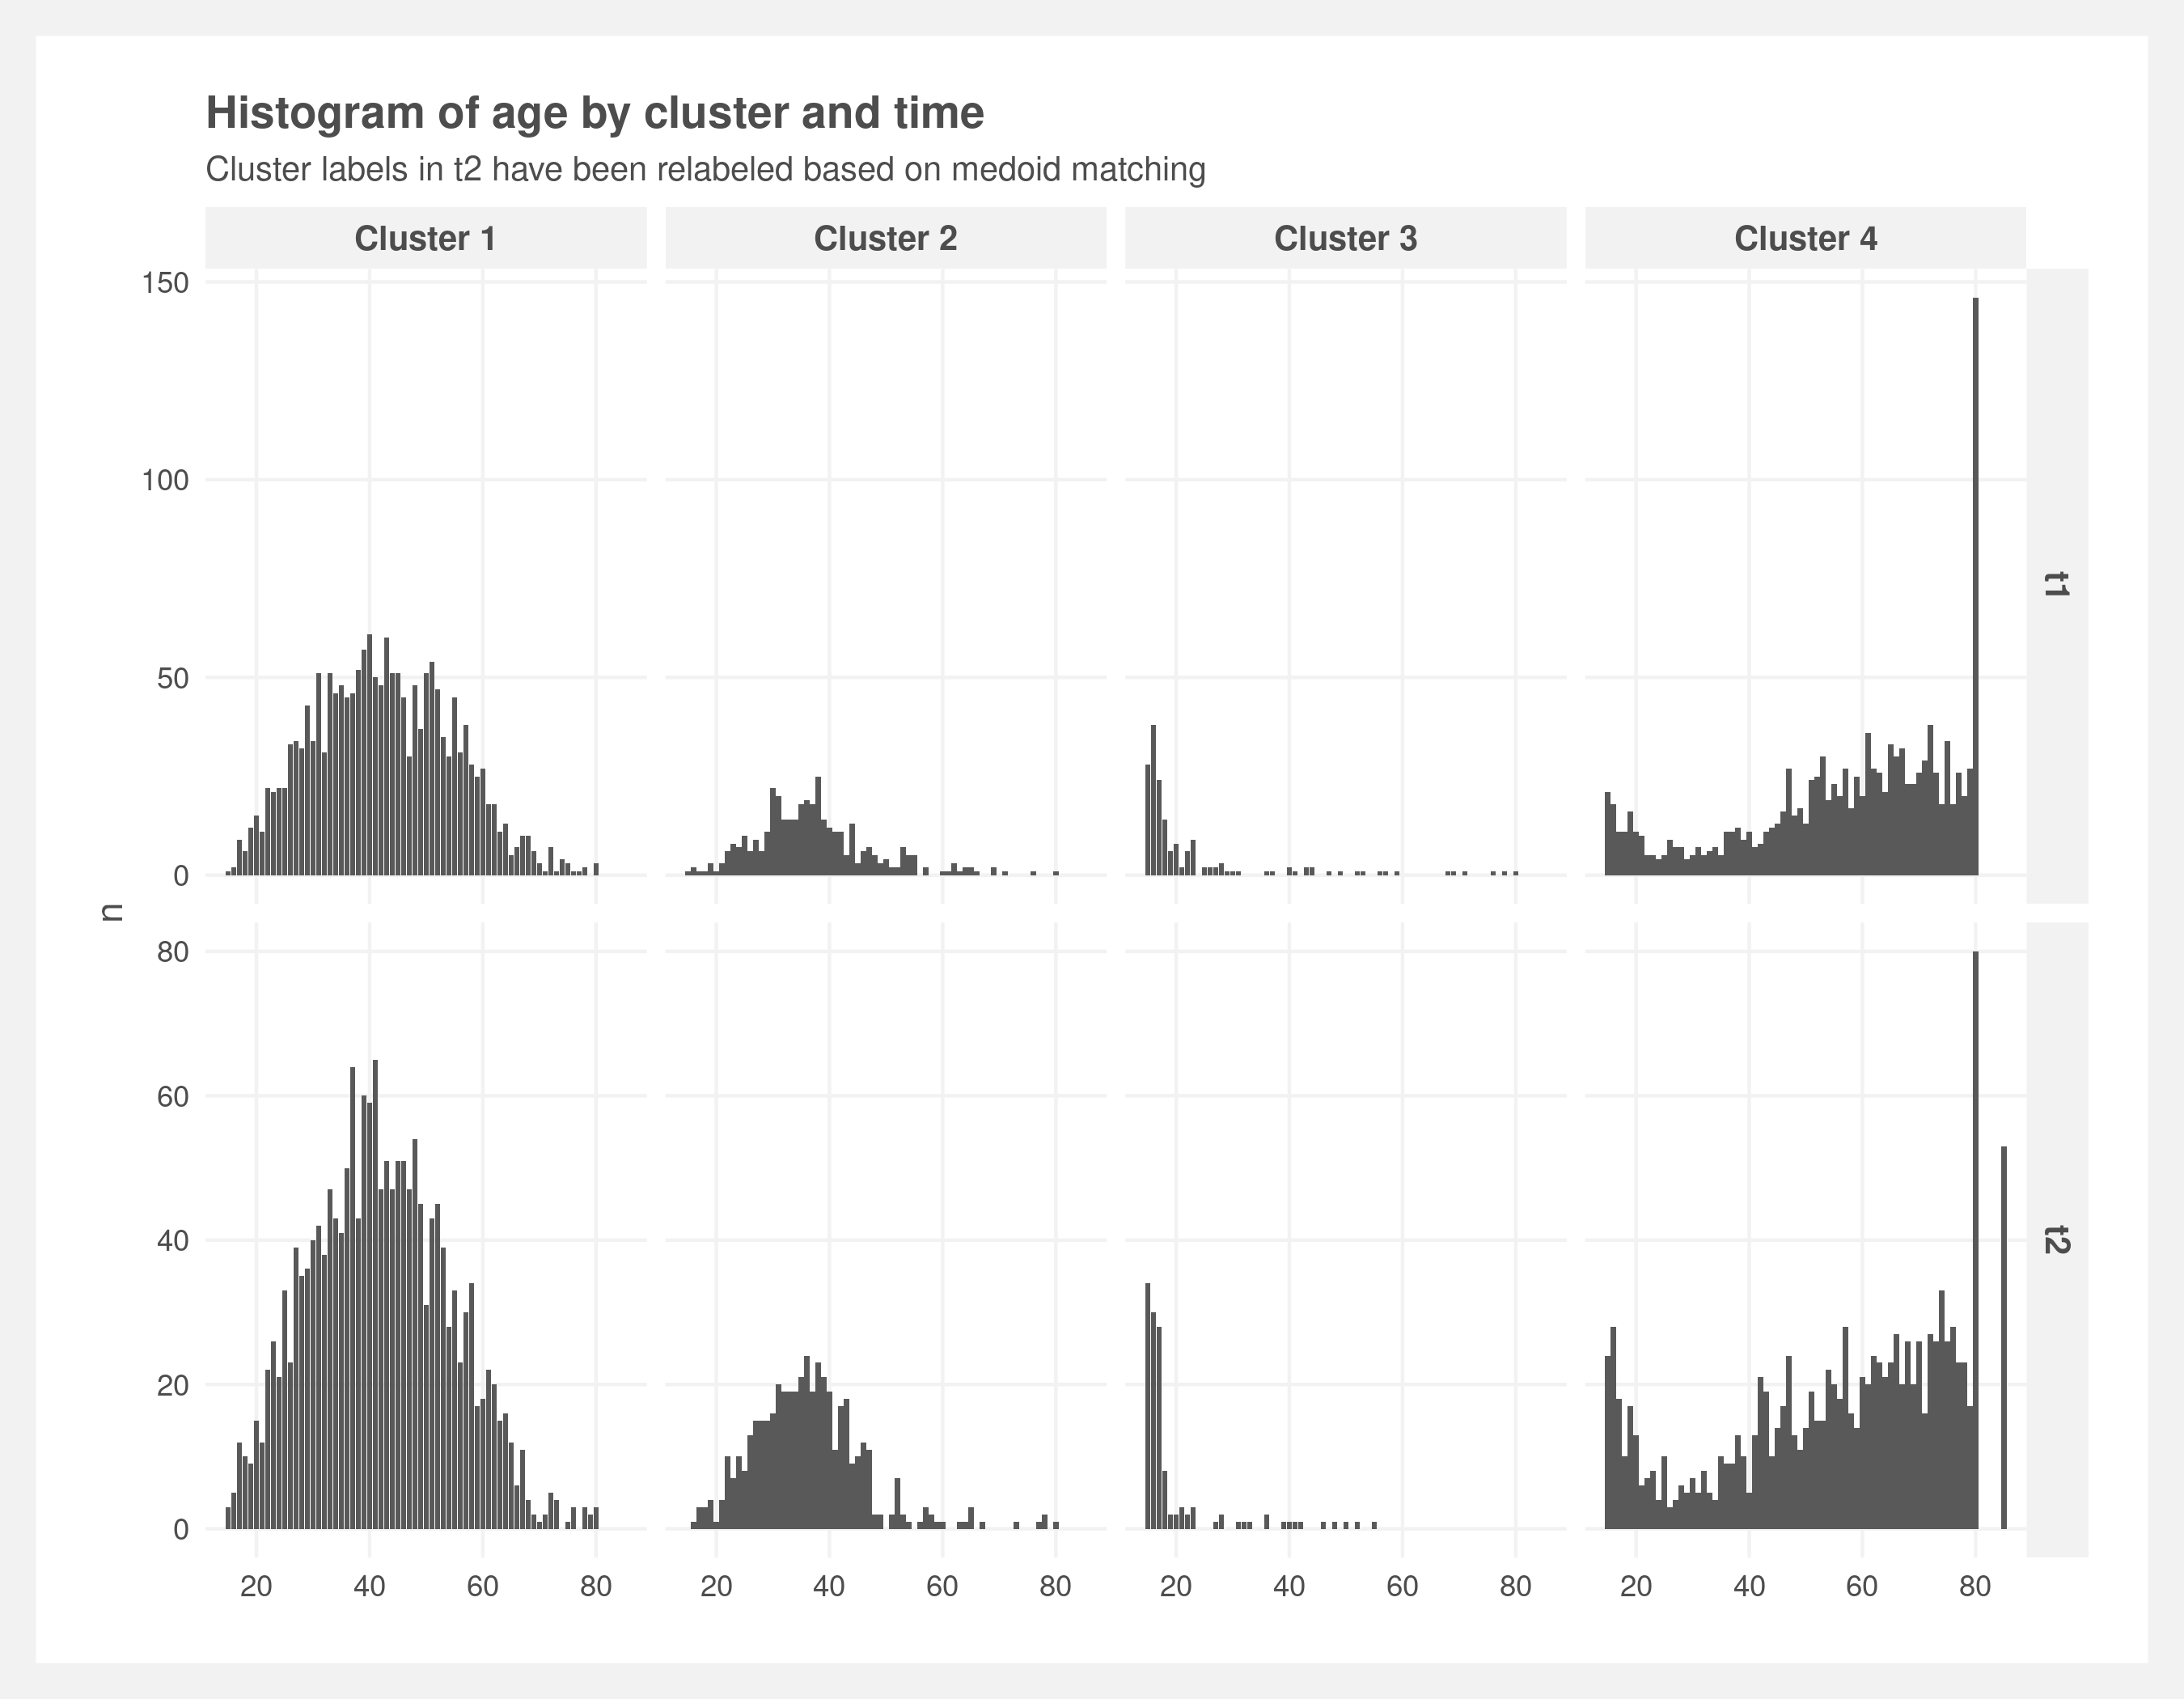 Histogram of age by cluster and time
Cluster labels in t2 have been relabeled based on medoid matching
Cluster 1 Cluster 2 Cluster 3 Cluster 4
150
100
50
0
t1
n
80
60
40
20
0
t2
20 40 60 80 20 40 60 80 20 40 60 80 20 40 60 80